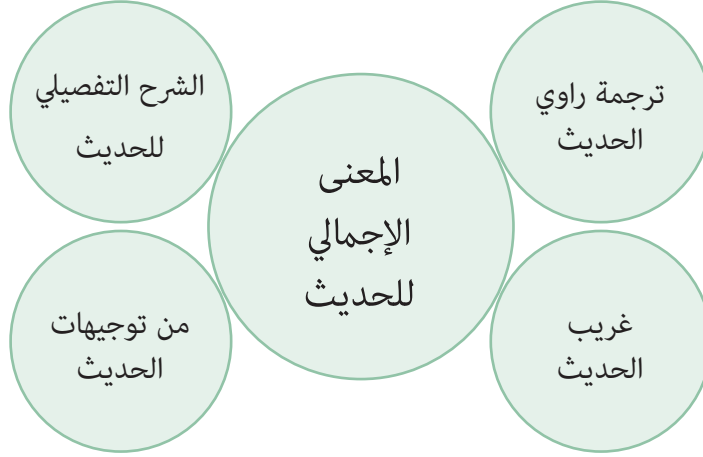 ترجمة راوي
الحديث
غريب
الحديث
المعنى
الإجمالي
للحديث
الشرح التفصيلي
للحديث
من توجيهات
الحديث